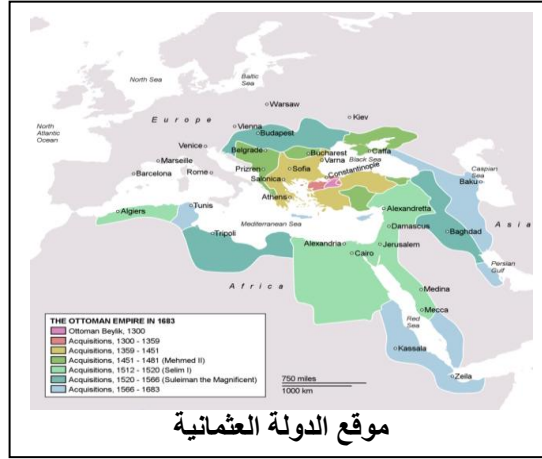 North Sea
Baltic Sea
Warsaw
Kiev
North Atlantic Ocean
Europe
Vienna
Budapest
Venice
Belgrade
Bucharest
Caffa
Marseille
Varna
Black Sea
Caspian Sea
Barcelona
Rome
Prizren
Sofia
Constantinople
Baku
Salonica
Athens
Algiers
Tunis
Alexandretta
Asia
Mediterranean Sea
Damascus
Baghdad
Tripoli
Alexandria
Jerusalem
Cairo
Persian Gulf
Africa
Medina
Red Sea
Mecca
Kassala
Zeila
THE OTTOMAN EMPIRE IN 1683
Ottoman Beylik, 1300
Acquisitions, 1300 - 1359
Acquisitions, 1359 - 1451
Acquisitions, 1451 - 1481 (Mehmed II)
Acquisitions, 1512 - 1520 (Selim I)
Acquisitions, 1520 - 1566 (Suleiman the Magnificent)
Acquisitions, 1566 - 1683
750 miles
1000 km
موقع الدولة العثمانية